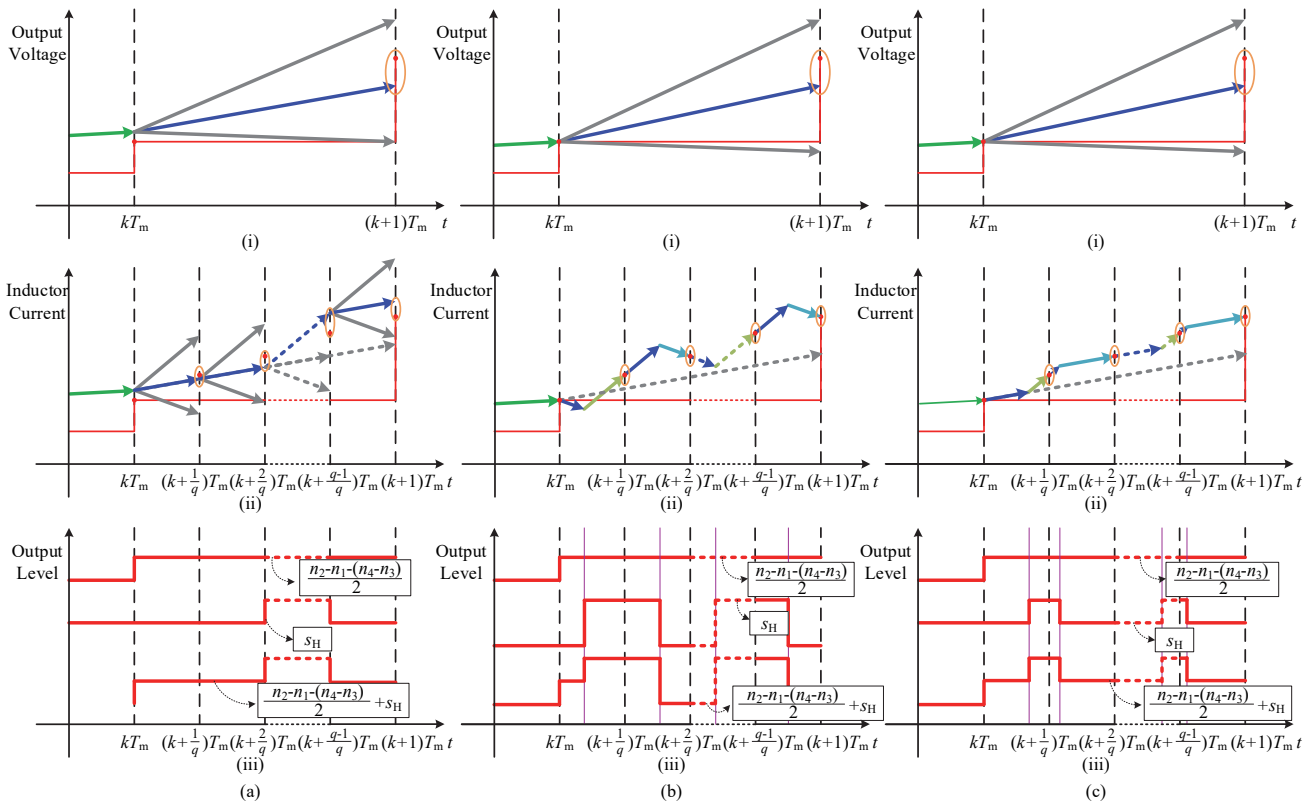 Output
Voltage
kTm
(k+1)Tm t
(i)
Output
Voltage
kTm
(k+1)Tm t
(i)
Output
Voltage
kTm
(k+1)Tm t
(i)
Inductor
Current
kTm (k+1/q)Tm (k+2/q)Tm (k+q-1/q)Tm (k+1)Tm t
(ii)
Inductor
Current
kTm (k+1/q)Tm (k+2/q)Tm (k+q-1/q)Tm (k+1)Tm t
(ii)
Inductor
Current
kTm (k+1/q)Tm (k+2/q)Tm (k+q-1/q)Tm (k+1)Tm t
(ii)
Output
Level
n2-n1-(n4-n3)
2
sH
n2-n1-(n4-n3)
2
+sH
kTm (k+1/q)Tm (k+2/q)Tm (k+q-1/q)Tm (k+1)Tm t
(iii)
(a)
Output
Level
n2-n1-(n4-n3)
2
sH
n2-n1-(n4-n3)
2
+sH
kTm (k+1/q)Tm (k+2/q)Tm (k+q-1/q)Tm (k+1)Tm t
(iii)
(b)
Output
Level
n2-n1-(n4-n3)
2
sH
n2-n1-(n4-n3)
2
+sH
kTm (k+1/q)Tm (k+2/q)Tm (k+q-1/q)Tm (k+1)Tm t
(iii)
(c)